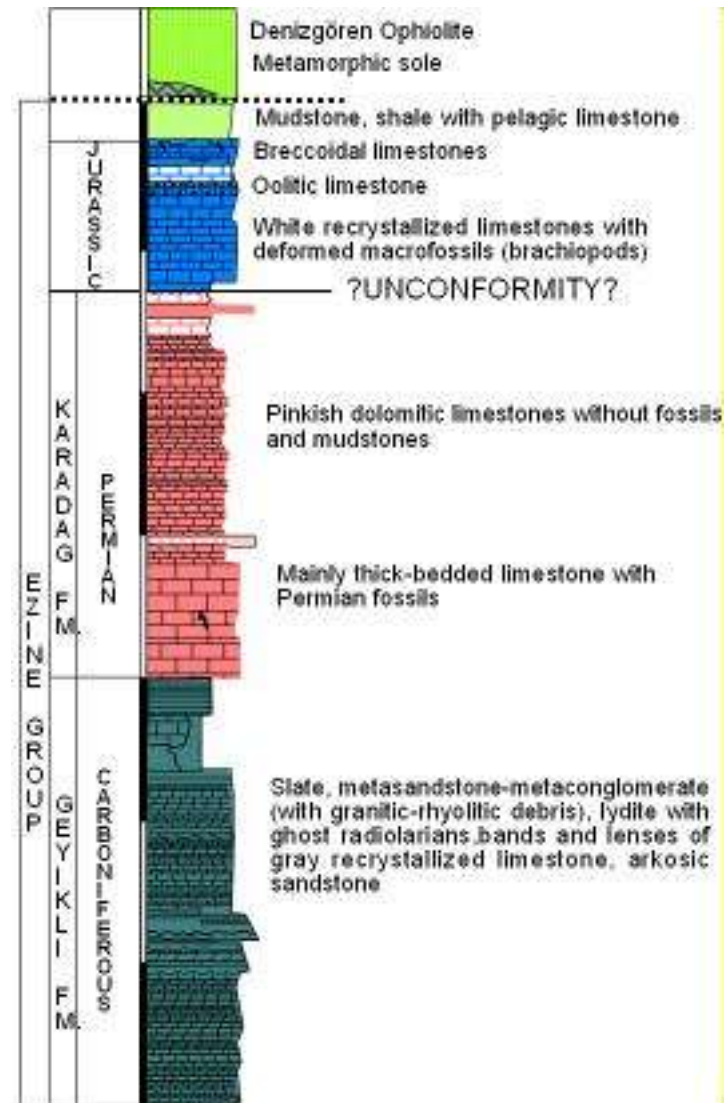 Denizgören Ophiolite
Metamorphic sole
Mudstone, shale with pelagic limestone
Breccoidal limestones
Oolitic limestone
White recrystallized limestones with
deformed macrofossils (brachiopods)
?UNCONFORMITY?
Pinkish dolomitic limestones without fossils
and mudstones
Mainly thick-bedded limestone with
Permian fossils
Slate, metasandstone-metaconglomerate
(with granitic-rhyolitic debris), lydite with
ghost radiolarians,bands and lenses of
gray recrystallized limestone, arkosic
sandstone
JURASSIC
KARADAG FM.
PERMIAN
EZINE GROUP
GEYIKLI FM.
CARBONIFEROUS